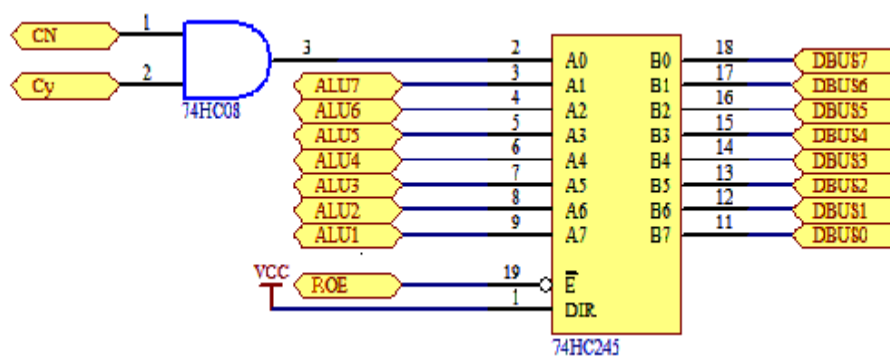 CN 1
Cy 2
3
74HC08
2 A0 B0 18 DBUS7
ALU7 3 A1 B1 17 DBUS6
ALU6 4 A2 B2 16 DBUS5
ALU5 5 A3 B3 15 DBUS4
ALU4 6 A4 B4 14 DBUS3
ALU3 7 A5 B5 13 DBUS2
ALU2 8 A6 B6 12 DBUS1
ALU1 9 A7 B7 11 DBUS0
VCC
ROE 19 E
1 DIR
74HC245